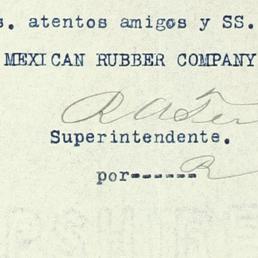 s. atentos amigos y SS.
MEXICAN RUBBER COMPANY
Superintendente.
por------
R